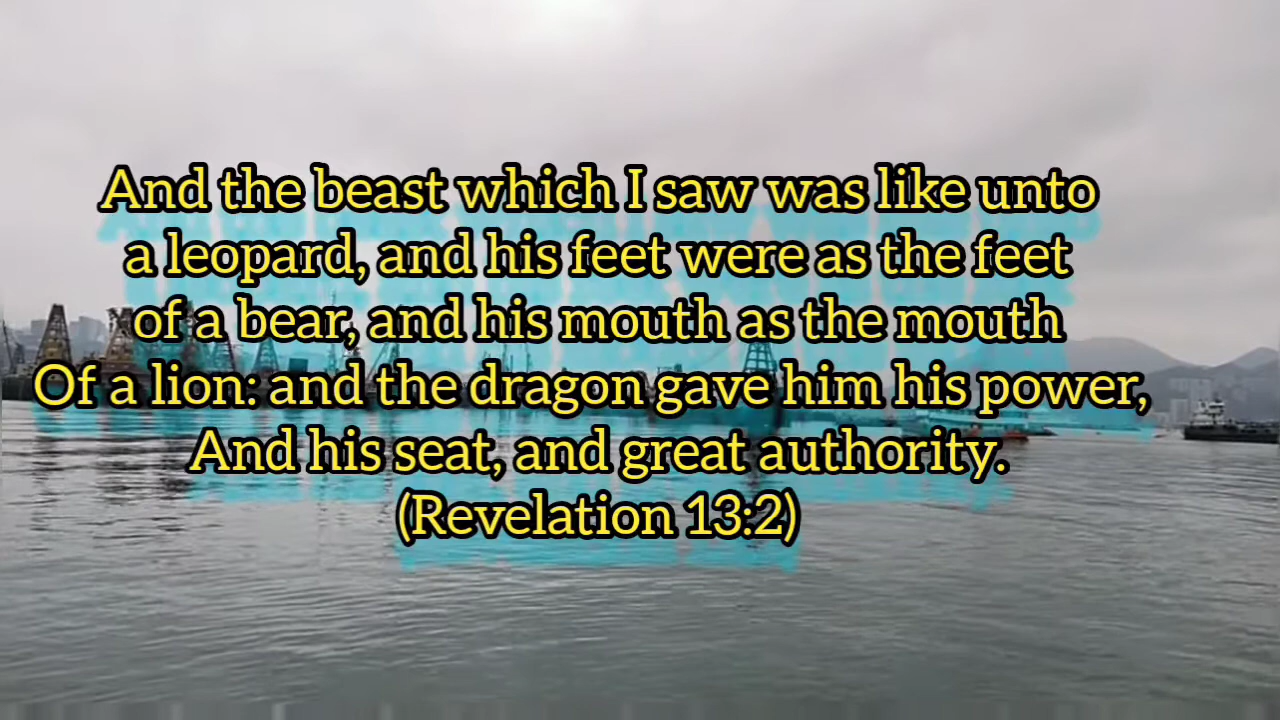 And the beast which I saw was like unto
a leopard, and his feet were as the feet
of a bear, and his mouth as the mouth
Of a lion: and the dragon gave him his power,
And his seat, and great authority.
(Revelation 13:2)